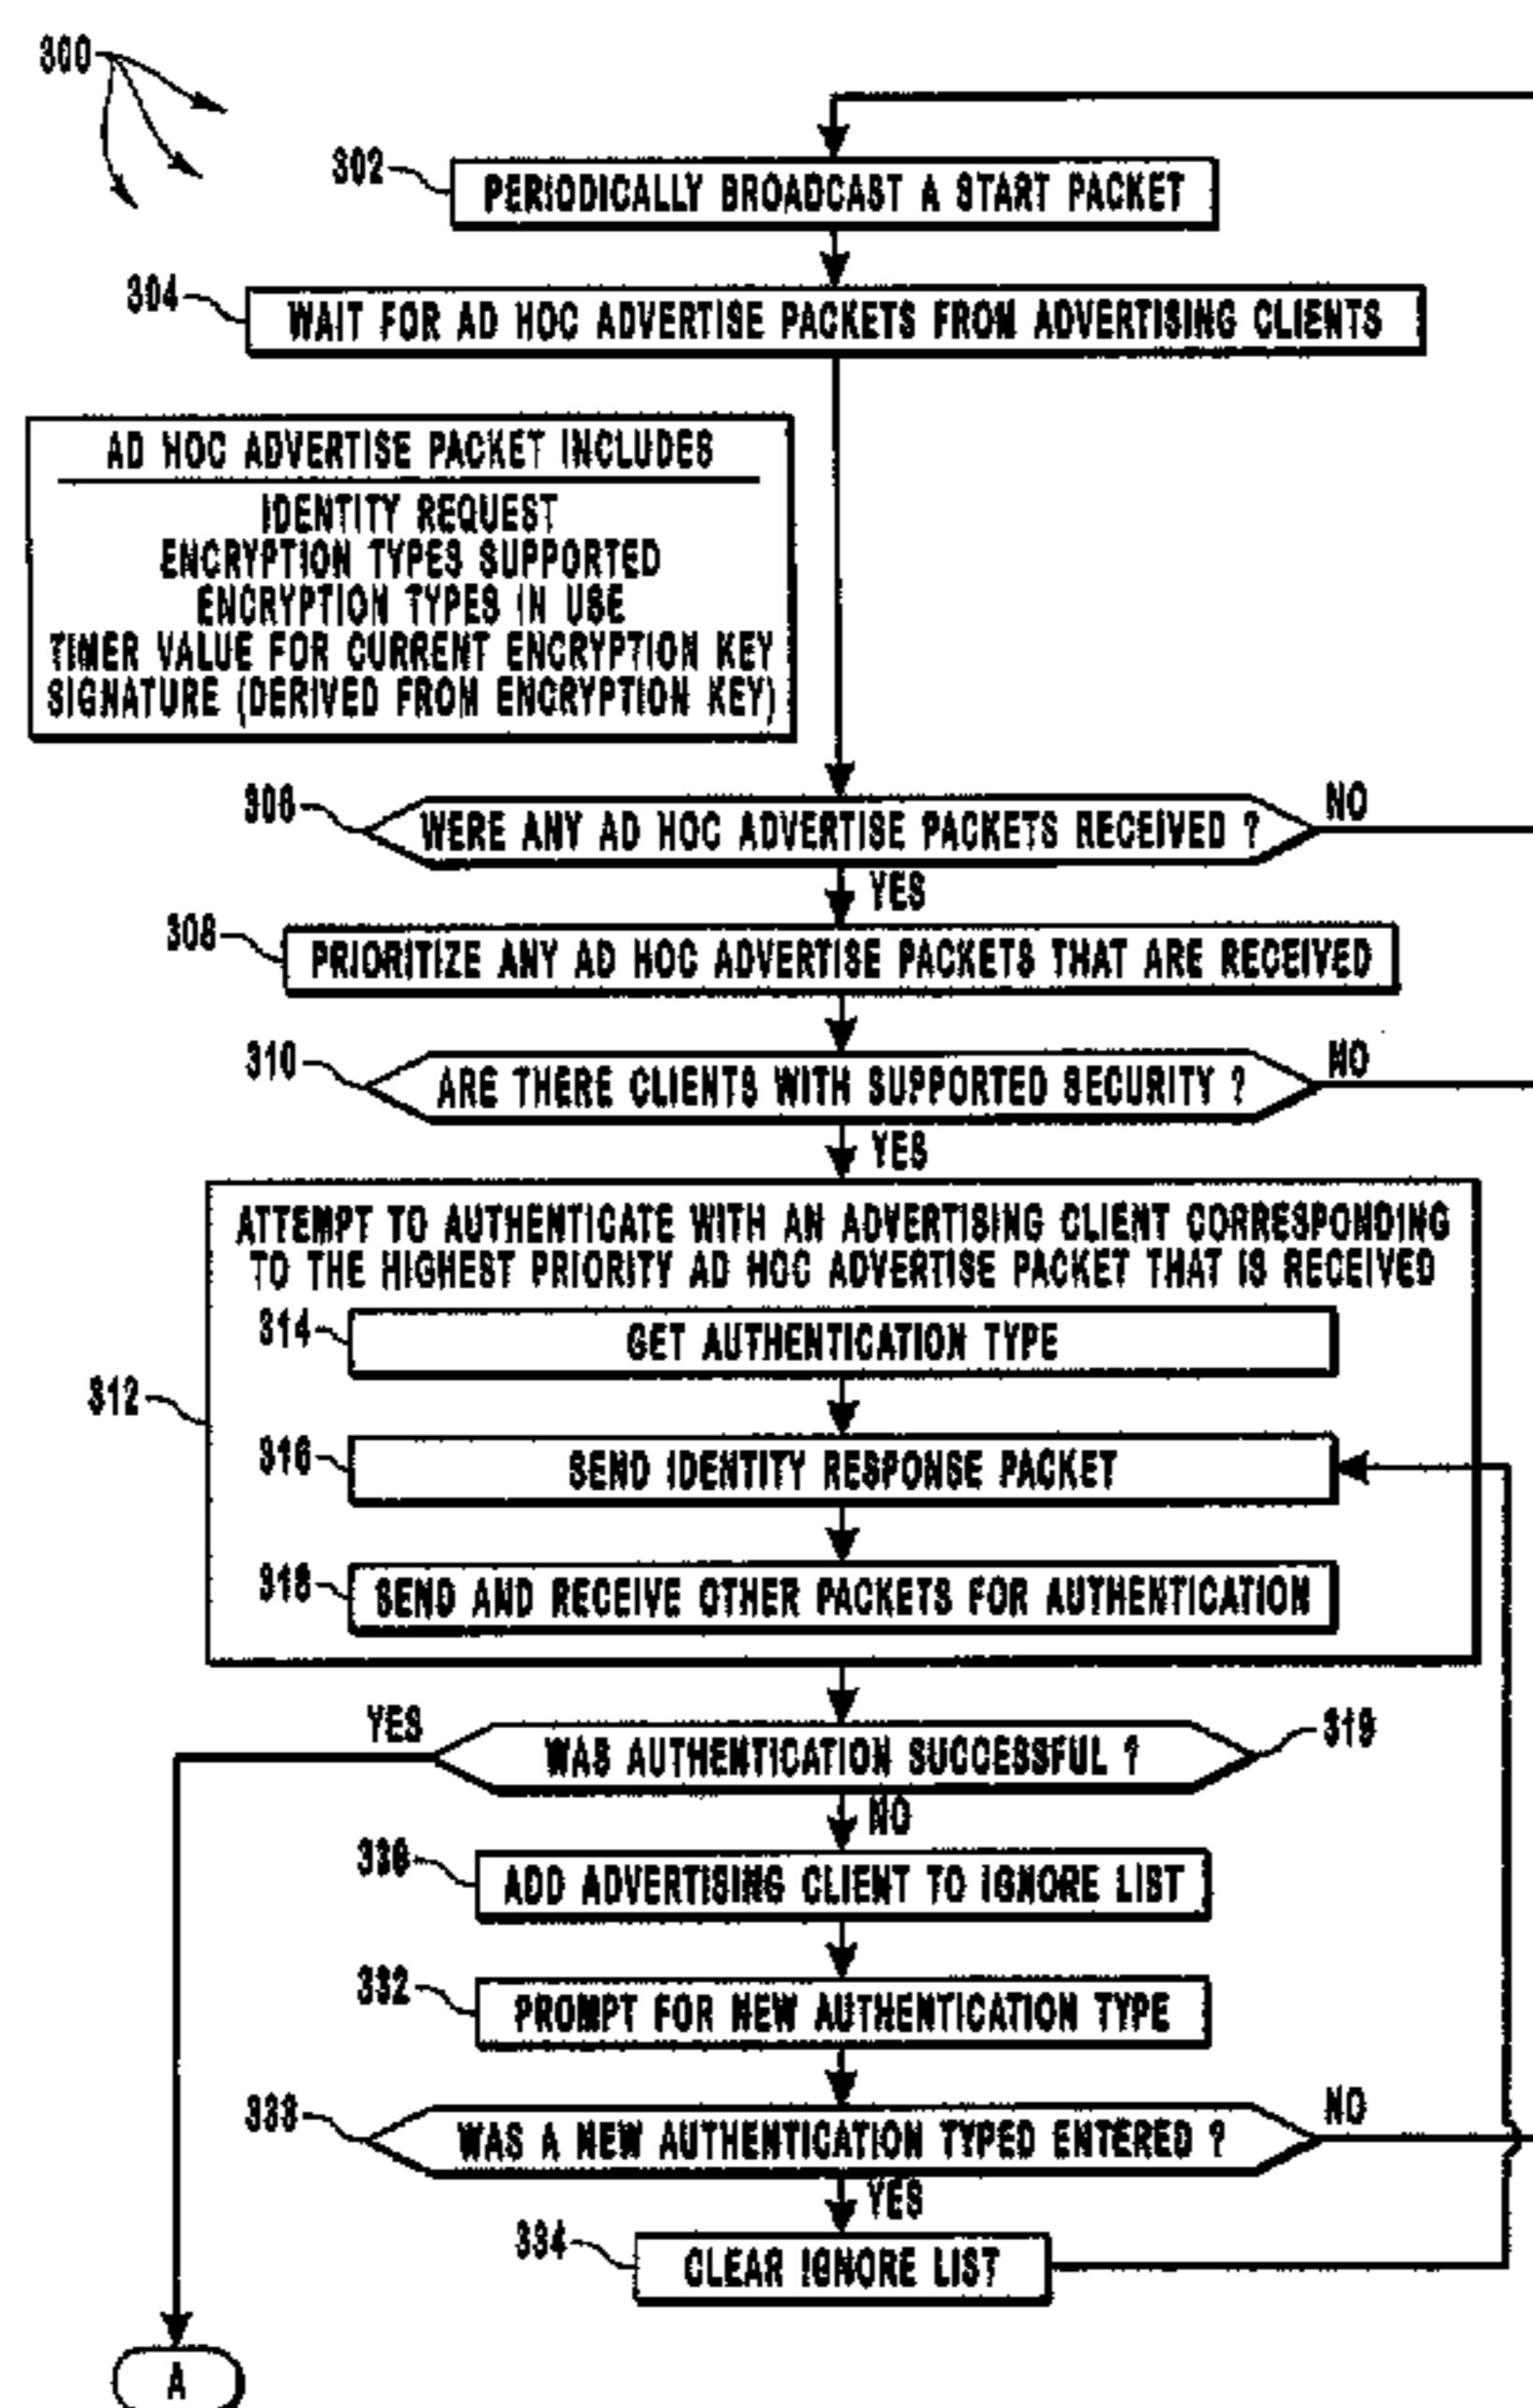 300
302
PERIODICALLY BROADCAST A START PACKET
304
WAIT FOR AD HOC ADVERTISE PACKETS FROM ADVERTISING CLIENTS
AD HOC ADVERTISE PACKET INCLUDES
IDENTITY REQUEST
ENCRYPTION TYPES SUPPORTED
ENCRYPTION TYPES IN USE
TIMER VALUE FOR CURRENT ENCRYPTION KEY
SIGNATURE (DERIVED FROM ENCRYPTION KEY)
306
WERE ANY AD HOC ADVERTISE PACKETS RECEIVED ?
NO
YES
308
PRIORITIZE ANY AD HOC ADVERTISE PACKETS THAT ARE RECEIVED
310
ARE THERE CLIENTS WITH SUPPORTED SECURITY ?
NO
YES
312
ATTEMPT TO AUTHENTICATE WITH AN ADVERTISING CLIENT CORRESPONDING
TO THE HIGHEST PRIORITY AD HOC ADVERTISE PACKET THAT IS RECEIVED
314
GET AUTHENTICATION TYPE
316
SEND IDENTITY RESPONSE PACKET
318
SEND AND RECEIVE OTHER PACKETS FOR AUTHENTICATION
YES
WAS AUTHENTICATION SUCCESSFUL ?
319
NO
330
ADD ADVERTISING CLIENT TO IGNORE LIST
332
PROMPT FOR NEW AUTHENTICATION TYPE
333
WAS A NEW AUTHENTICATION TYPED ENTERED ?
NO
YES
334
CLEAR IGNORE LIST
A